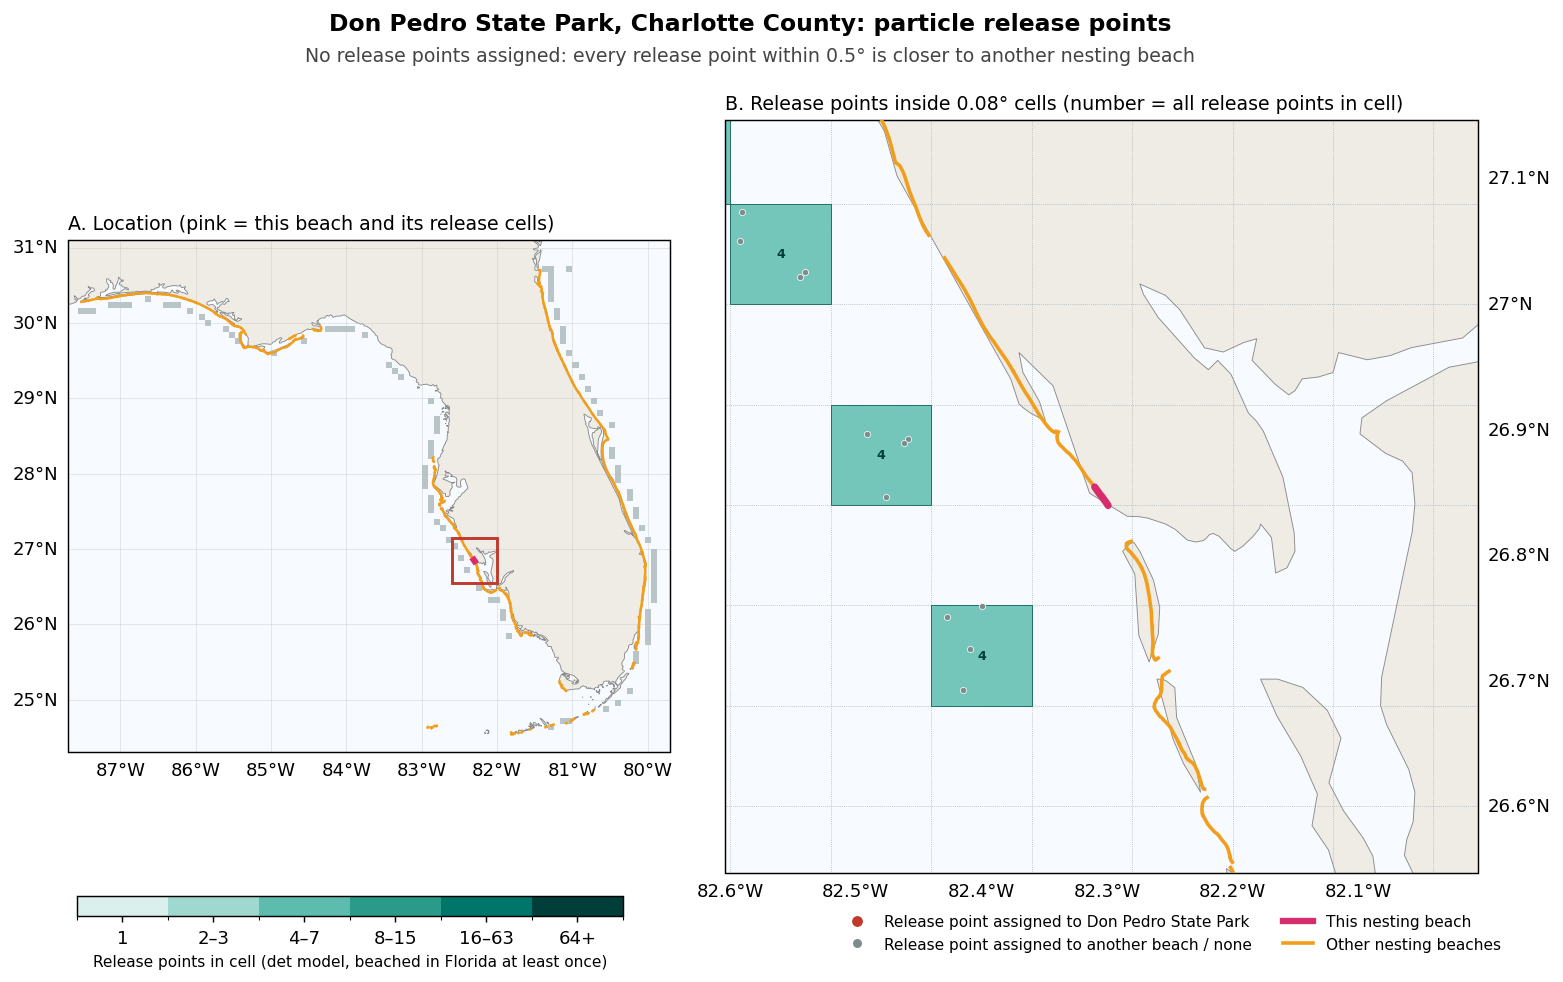 Don Pedro State Park, Charlotte County: particle release points
No release points assigned: every release point within 0.5° is closer to another nesting beach
A. Location (pink = this beach and its release cells)
31°N
30°N
29°N
28°N
27°N
26°N
25°N
87°W 86°W 85°W 84°W 83°W 82°W 81°W 80°W
1 2–3 4–7 8–15 16–63 64+
Release points in cell (det model, beached in Florida at least once)
B. Release points inside 0.08° cells (number = all release points in cell)
4
4
4
27.1°N
27°N
26.9°N
26.8°N
26.7°N
26.6°N
82.6°W 82.5°W 82.4°W 82.3°W 82.2°W 82.1°W
Release point assigned to Don Pedro State Park
Release point assigned to another beach / none
This nesting beach
Other nesting beaches